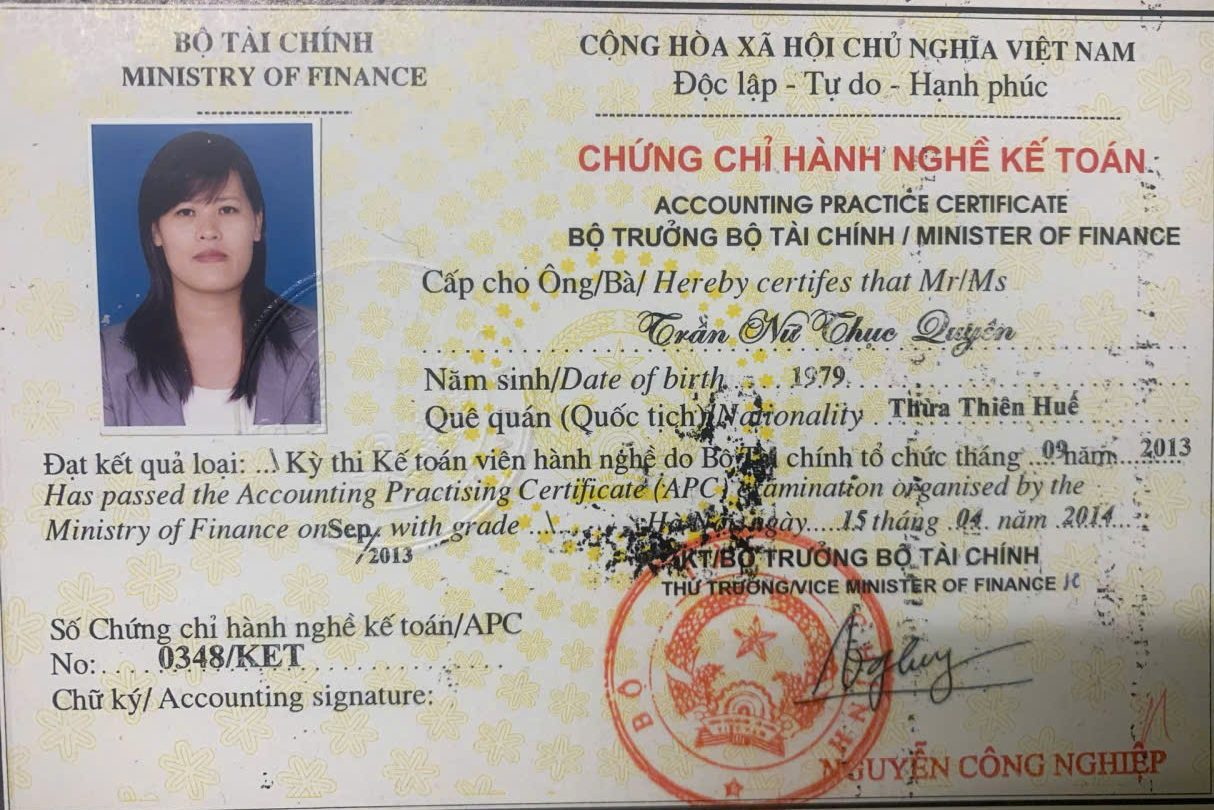 BỘ TÀI CHÍNH
MINISTRY OF FINANCE
CỘNG HÒA XÃ HỘI CHỦ NGHĨA VIỆT NAM
Độc lập - Tự do - Hạnh phúc
CHỨNG CHỈ HÀNH NGHỀ KẾ TOÁN
ACCOUNTING PRACTICE CERTIFICATE
BỘ TRƯỞNG BỘ TÀI CHÍNH / MINISTER OF FINANCE
Cấp cho Ông/Bà/ Hereby certifes that Mr/Ms
Trần Nữ Thục Quyên
Năm sinh/Date of birth 1979
Quê quán (Quốc tịch)/Nationality Thừa Thiên Huế
Đạt kết quả loại: ..\ Kỳ thi Kế toán viên hành nghề do Bộ Tài chính tổ chức tháng 09 năm 2013
Has passed the Accounting Practising Certificate (APC) examination organised by the
Ministry of Finance on Sep/2013 with grade ..\
Hà Nội, ngày 15 tháng 04 năm 2014
KT/BỘ TRƯỞNG BỘ TÀI CHÍNH
THỨ TRƯỞNG/VICE MINISTER OF FINANCE
Số Chứng chỉ hành nghề kế toán/APC
No: 0348/KET
Chữ ký/ Accounting signature:
NGUYỄN CÔNG NGHIỆP